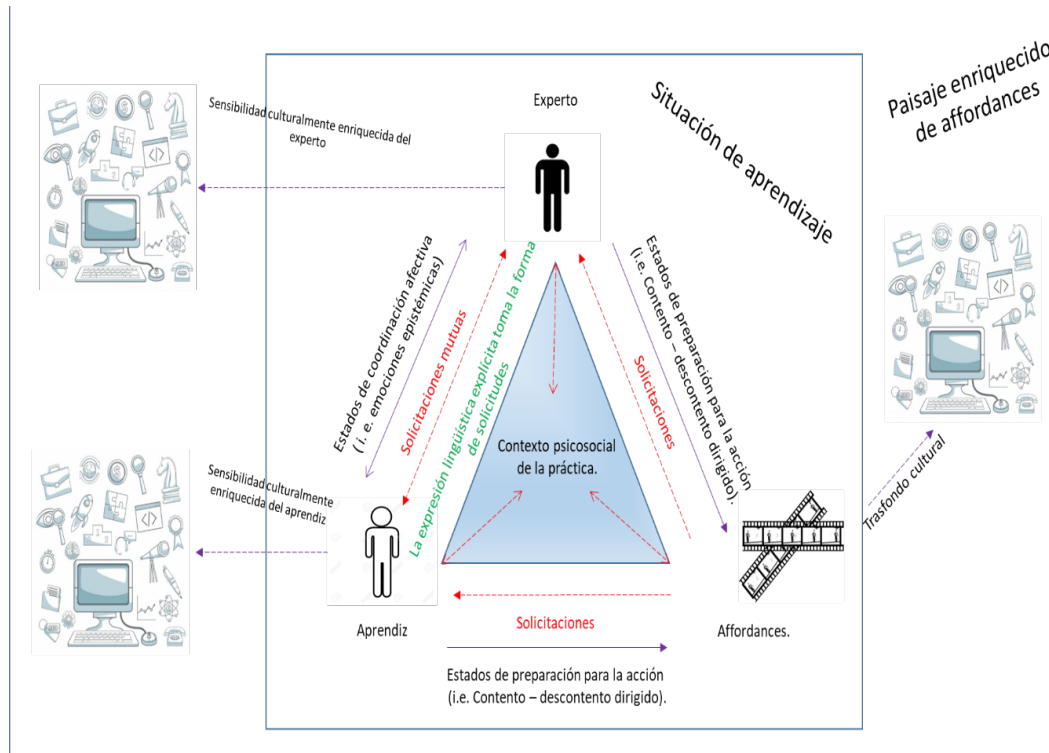 Paisaje enriquecido
de affordances
Situación de aprendizaje
Experto
Sensibilidad culturalmente enriquecida del
experto
Estados de coordinación afectiva
( i. e. emociones epistémicas)
Solicitaciones mutuas
La expresión lingüística explicita toma la forma
de solicitudes
Estados de preparación para la acción
(i.e. Contento – descontento dirigido).
Solicitaciones
Contexto psicosocial
de la práctica.
Sensibilidad culturalmente
enriquecida del aprendiz
Trasfondo cultural
Aprendiz
Solicitaciones
Affordances.
Estados de preparación para la acción
(i.e. Contento – descontento dirigido).